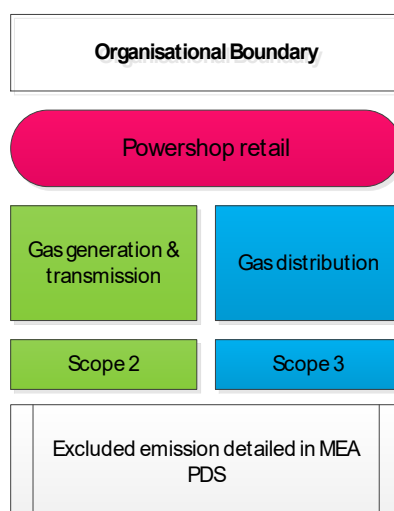 Organisational Boundary
Powershop retail
Gas generation &
transmission
Gas distribution
Scope 2
Scope 3
Excluded emission detailed in MEA
PDS